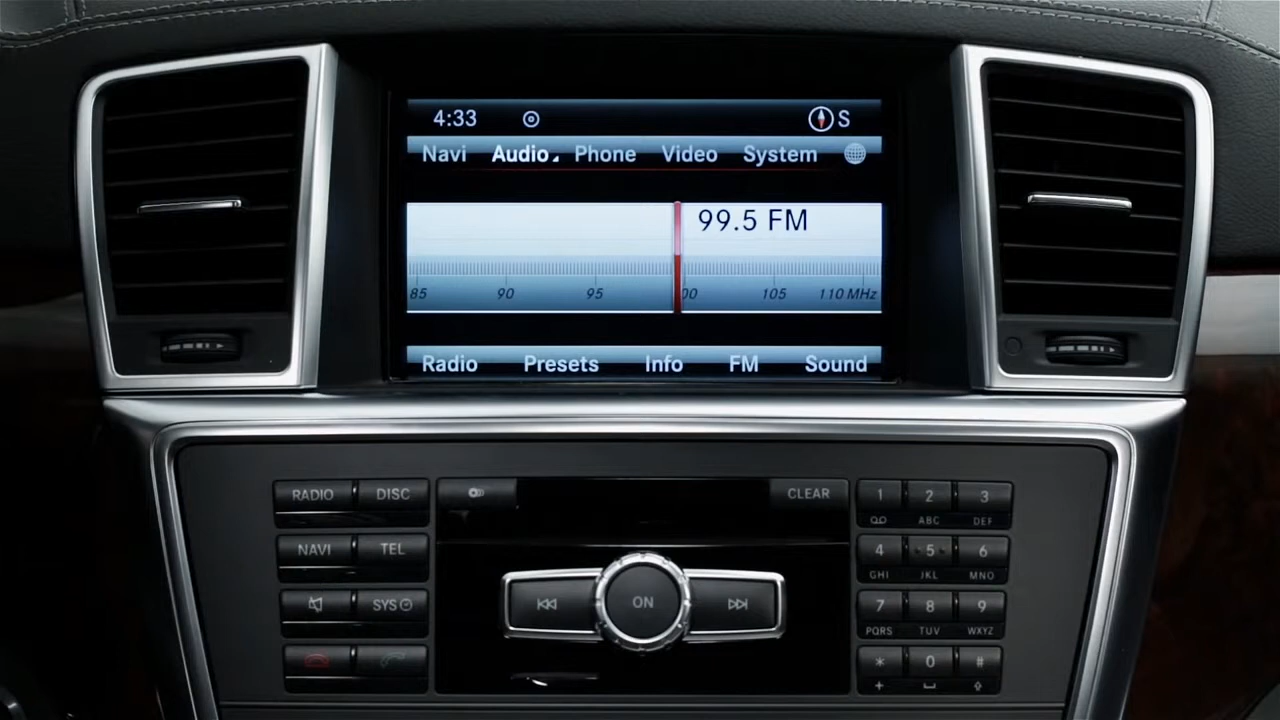 4:33 S
Navi Audio Phone Video System
99.5 FM
85 90 95 00 105 110 MHz
Radio Presets Info FM Sound
RADIO DISC CLEAR 1 2 3
ABC DEF
NAVI TEL 4 5 6
GHI JKL MNO
SYS ON 7 8 9
PQRS TUV WXYZ
* 0 #
+